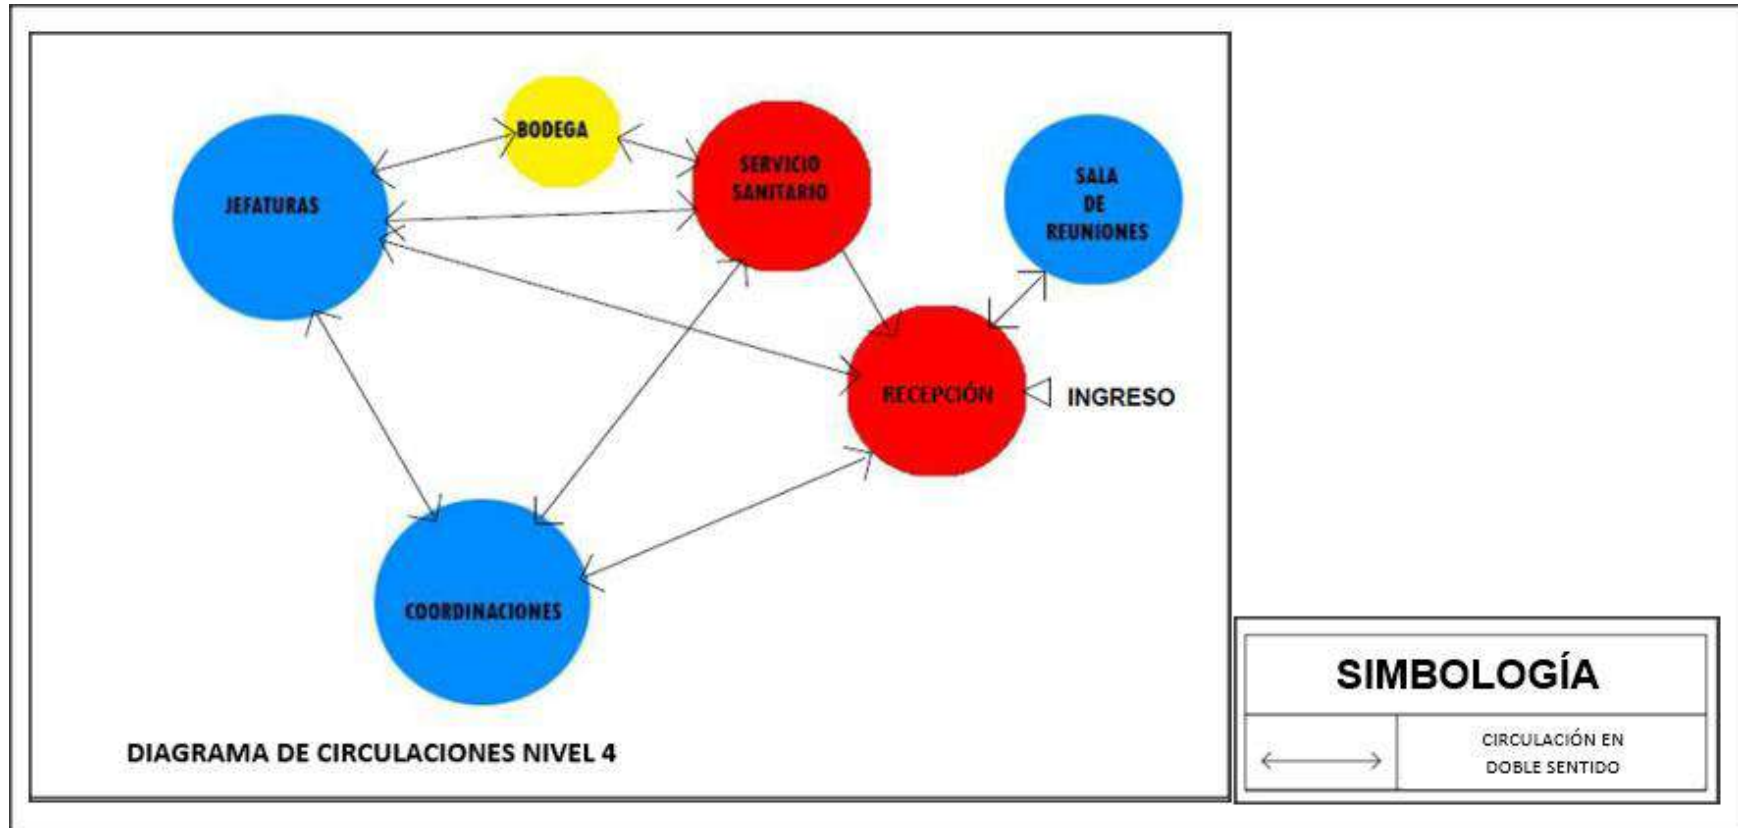 BODEGA
JEFATURAS
SERVICIO
SANITARIO
SALA
DE
REUNIONES
RECEPCIÓN
INGRESO
COORDINACIONES
DIAGRAMA DE CIRCULACIONES NIVEL 4
SIMBOLOGÍA
CIRCULACIÓN EN
DOBLE SENTIDO